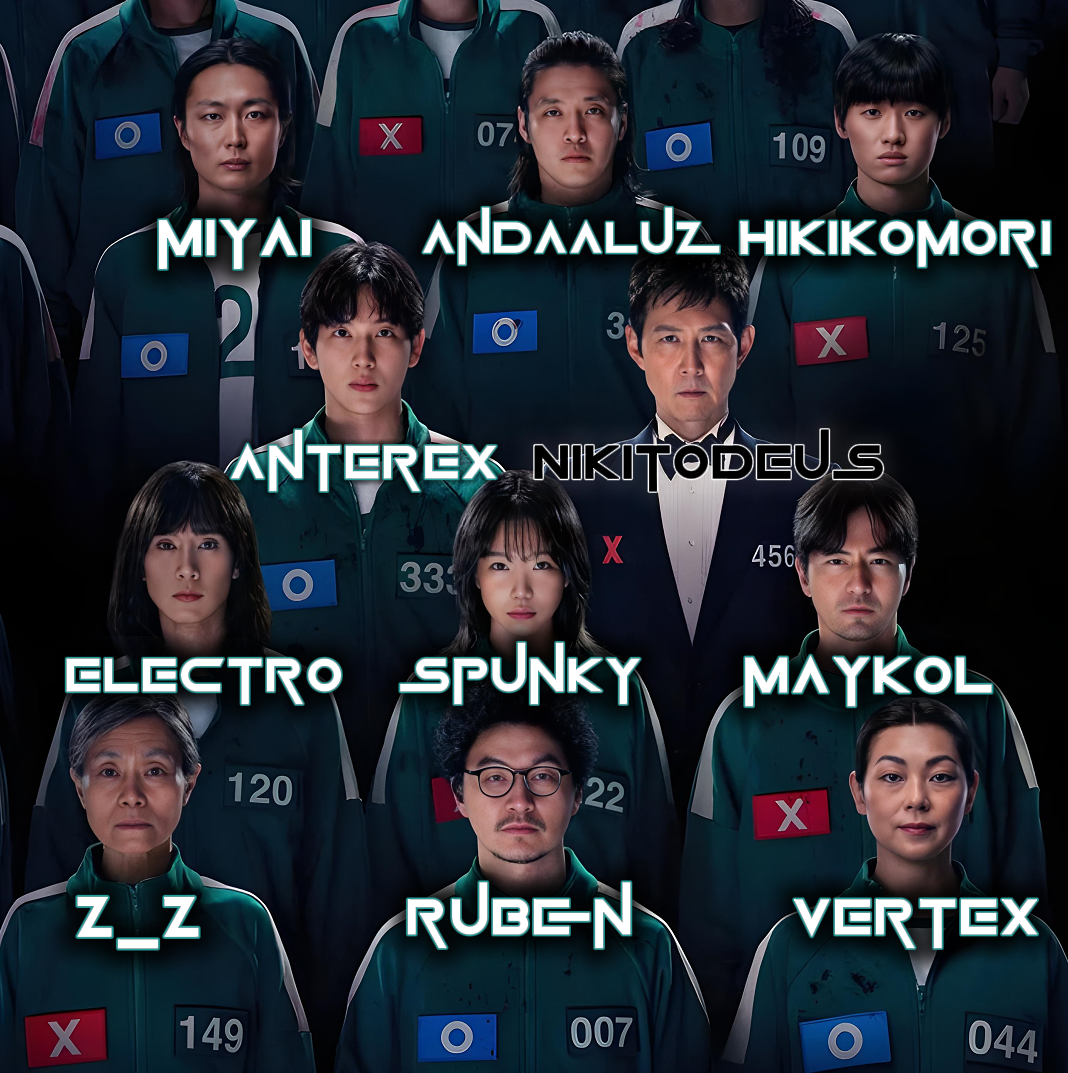 O
X
07
O
109
MIYAI
ANDAALUZ
HIKIKOMORI
O
2
1
O
3
X
125
ANTEREX
NIKITODEUS
O
333
X
456
ELECTRO
SPUNKY
MAYKOL
120
22
X
Z_Z
RUBE-N
VERTEX
X
149
O
007
O
044